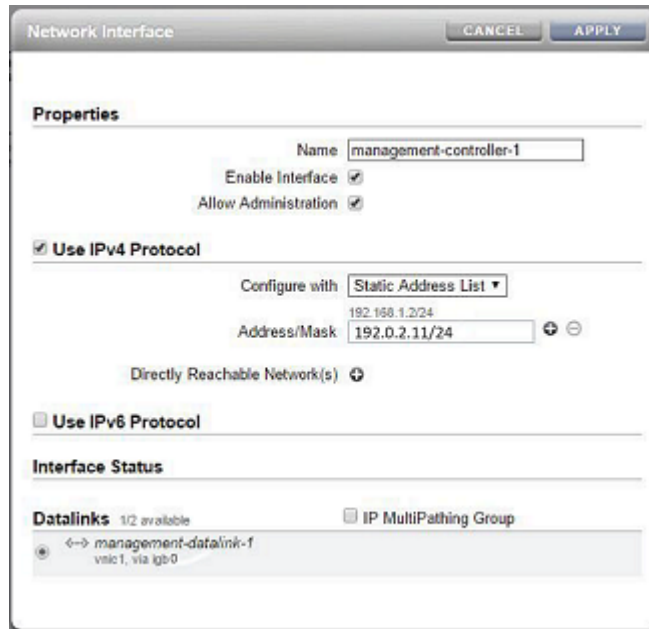 Network Interface CANCEL APPLY
Properties
Name management-controller-1
Enable Interface
Allow Administration
Use IPv4 Protocol
Configure with Static Address List
192.168.1.2/24
Address/Mask 192.0.2.11/24
Directly Reachable Network(s)
Use IPv6 Protocol
Interface Status
Datalinks 1/2 available IP MultiPathing Group
management-datalink-1
vnic1, via igb0